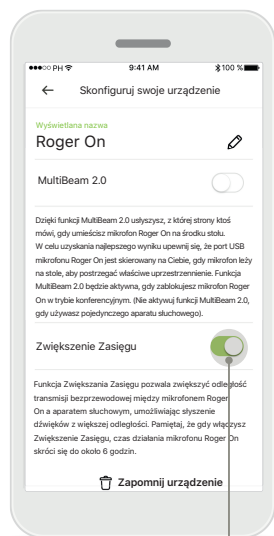 PH 9:41 AM 100 %
Skonfiguruj swoje urządzenie
Wyświetlana nazwa
Roger On
MultiBeam 2.0
Dzięki funkcji MultiBeam 2.0 usłyszysz, z której strony ktoś
mówi, gdy umieścisz mikrofon Roger On na środku stołu.
W celu uzyskania najlepszego wyniku upewnij się, że port USB
mikrofonu Roger On jest skierowany na Ciebie, gdy mikrofon leży
na stole, aby postrzegać właściwe uprzestrzennienie. Funkcja
MultiBeam 2.0 będzie aktywna, gdy zablokujesz mikrofon Roger
On w trybie konferencyjnym. (Nie aktywuj funkcji MultiBeam 2.0,
gdy używasz pojedynczego aparatu słuchowego).
Zwiększenie Zasięgu
Funkcja Zwiększania Zasięgu pozwala zwiększyć odległość
transmisji bezprzewodowej między mikrofonem Roger
On a aparatem słuchowym, umożliwiając słyszenie
dźwięków z większej odległości. Pamiętaj, że gdy włączysz
Zwiększenie Zasięgu, czas działania mikrofonu Roger On
skróci się do około 6 godzin.
Zapomnij urządzenie